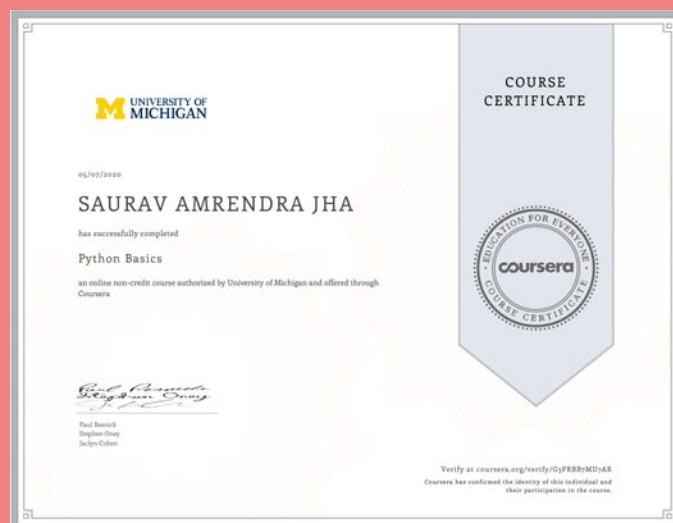 UNIVERSITY OF
MICHIGAN
05/07/2020
SAURAV AMRENDRA JHA
has successfully completed
Python Basics
an online non-credit course authorized by University of Michigan and offered through
Coursera
Paul Resnick
Stephen Oney
Jaclyn Cohen
COURSE
CERTIFICATE
EDUCATION FOR EVERYONE
coursera
COURSE CERTIFICATE
Verify at coursera.org/verify/G3PRBB7MU7AR
Coursera has confirmed the identity of this individual and
their participation in the course.